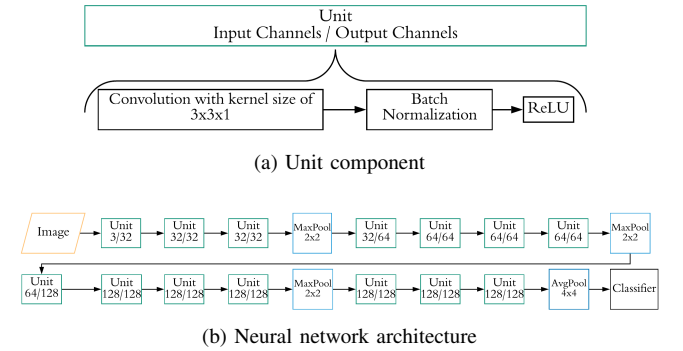 Unit
Input Channels / Output Channels
Convolution with kernel size of
3x3x1
Batch
Normalization
ReLU
(a) Unit component
Image
Unit
3/32
Unit
32/32
Unit
32/32
MaxPool
2x2
Unit
32/64
Unit
64/64
Unit
64/64
Unit
64/64
MaxPool
2x2
Unit
64/128
Unit
128/128
Unit
128/128
Unit
128/128
MaxPool
2x2
Unit
128/128
Unit
128/128
Unit
128/128
AvgPool
4x4
Classifier
(b) Neural network architecture